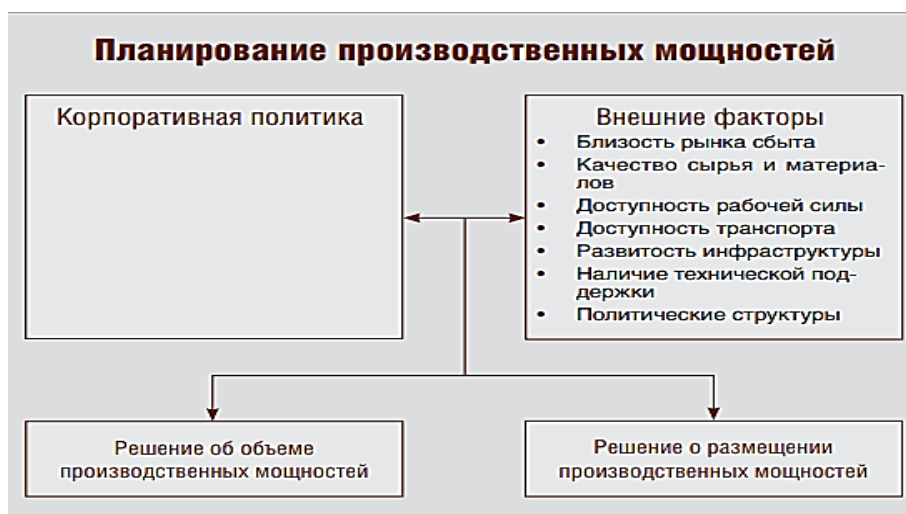 Планирование производственных мощностей
Корпоративная политика
Внешние факторы
• Близость рынка сбыта
• Качество сырья и материа-
лов
• Доступность рабочей силы
• Доступность транспорта
• Развитость инфраструктуры
• Наличие технической под-
держки
• Политические структуры
Решение об объеме
производственных мощностей
Решение о размещении
производственных мощностей